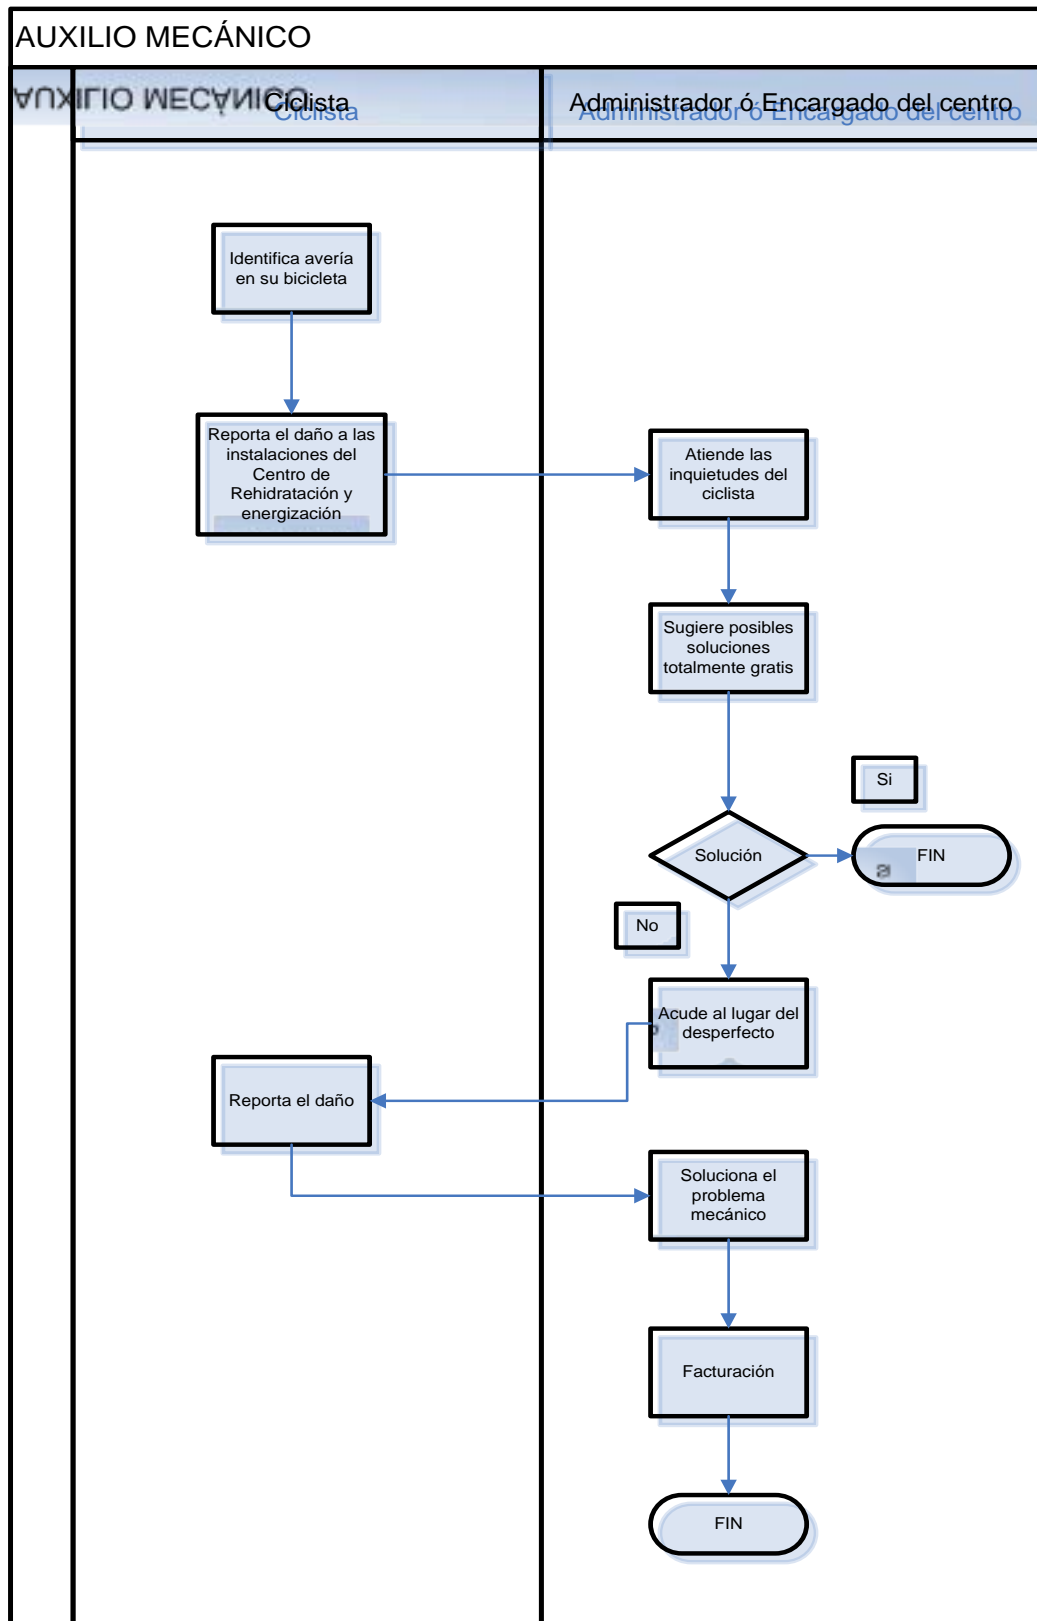 AUXILIO MECÁNICO
AUXILIO MECÁNICO
Ciclista
Administrador ó Encargado del centro
Identifica avería
en su bicicleta
Reporta el daño a las
instalaciones del
Centro de
Rehidratación y
energización
Atiende las
inquietudes del
ciclista
Sugiere posibles
soluciones
totalmente gratis
Si
Solución
FIN
No
Acude al lugar del
desperfecto
Reporta el daño
Soluciona el
problema
mecánico
Facturación
FIN